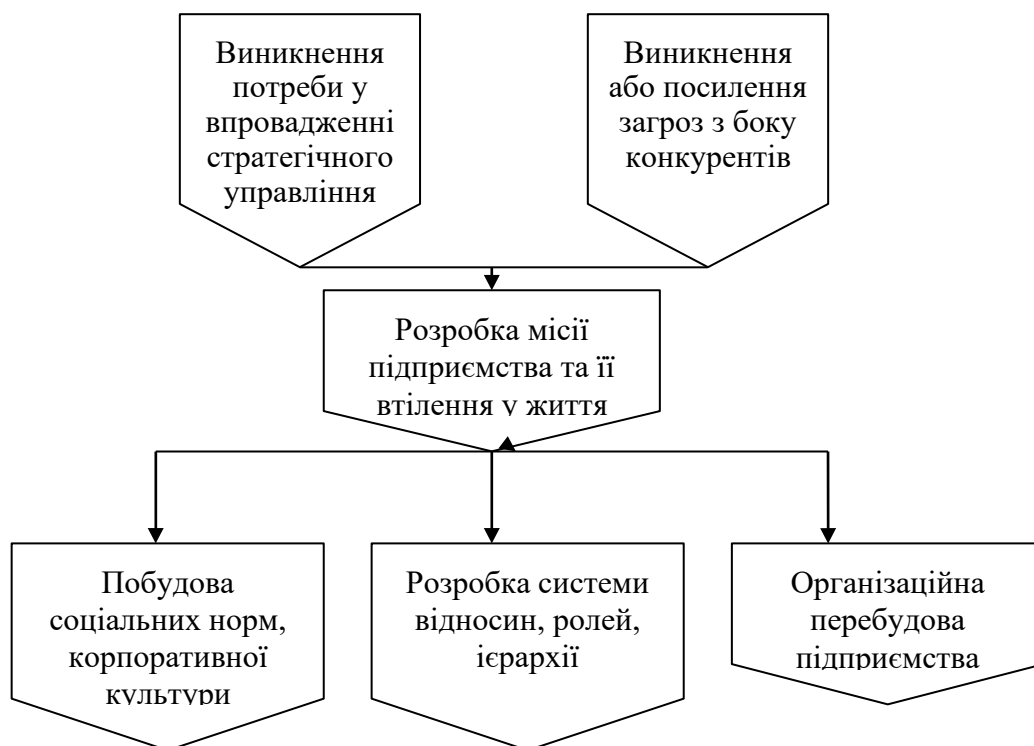 Виникнення
потреби у
впровадженні
стратегічного
управління
Виникнення
або посилення
загроз з боку
конкурентів
Розробка місії
підприємства та її
втілення у життя
Побудова
соціальних норм,
корпоративної
культури
Розробка системи
відносин, ролей,
ієрархії
Організаційна
перебудова
підприємства